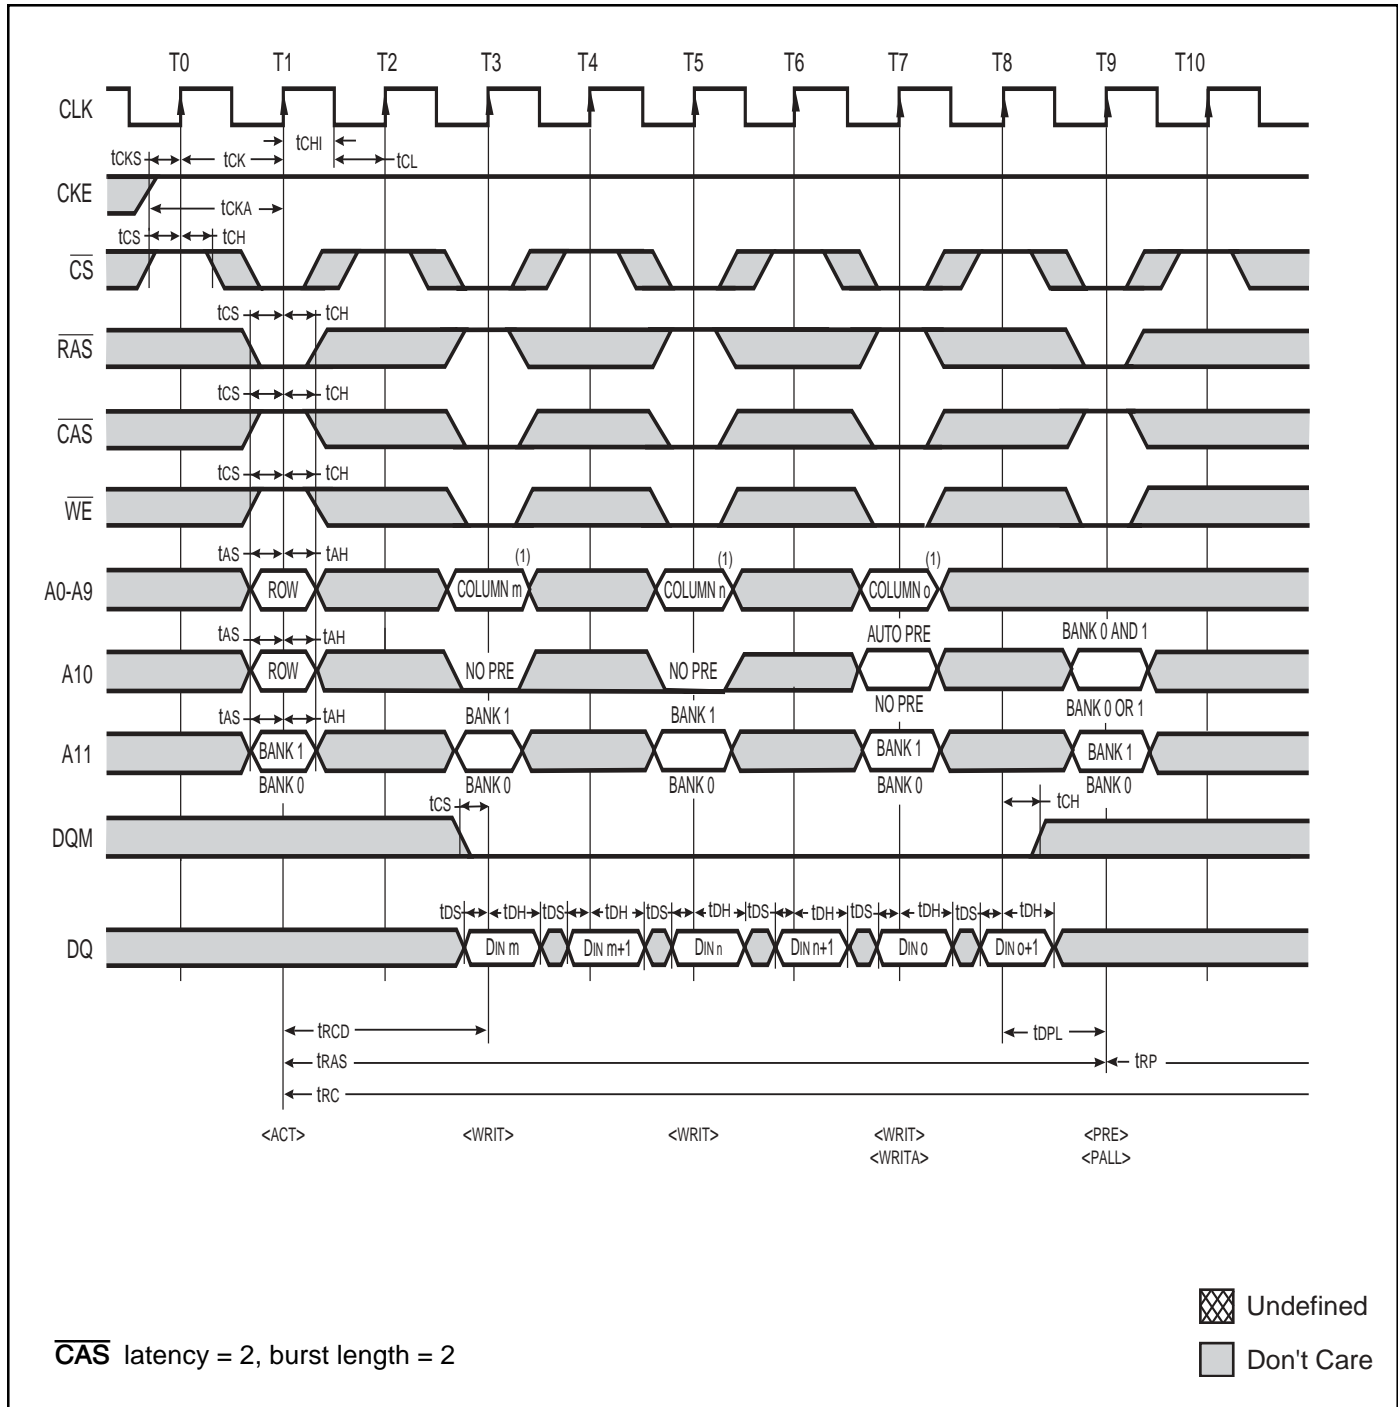 T0 T1 T2 T3 T4 T5 T6 T7 T8 T9 T10
CLK
tCHI
tCKS tCK tCL
CKE
tCKA
tCS tCH
CS
tCS tCH
RAS
tCS tCH
CAS
tCS tCH
WE
tAS tAH (1) (1) (1)
A0-A9 ROW COLUMN m COLUMN n COLUMN o
tAS tAH AUTO PRE BANK 0 AND 1
A10 ROW NO PRE NO PRE
NO PRE BANK 0 OR 1
tAS tAH BANK 1 BANK 1
A11 BANK 1 BANK 1 BANK 1
BANK 0 BANK 0 BANK 0 BANK 0 BANK 0
tCS tCH
DQM
tDS tDH tDS tDH tDS tDH tDS tDH tDS tDH tDS tDH
DQ DIN m DIN m+1 DIN n DIN n+1 DIN o DIN o+1
tRCD tDPL
tRAS tRP
tRC
<ACT> <WRIT> <WRIT> <WRIT> <PRE>
<WRITA> <PALL>
Undefined
CAS latency = 2, burst length = 2
Don't Care